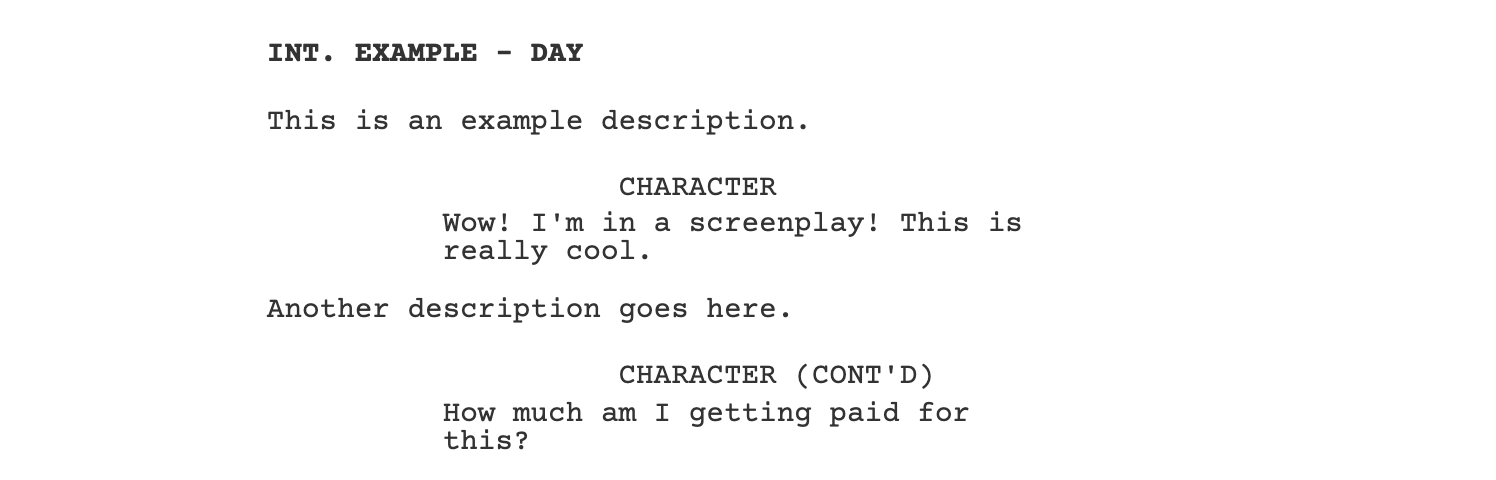 INT. EXAMPLE - DAY
This is an example description.
CHARACTER
Wow! I'm in a screenplay! This is
really cool.
Another description goes here.
CHARACTER (CONT'D)
How much am I getting paid for
this?